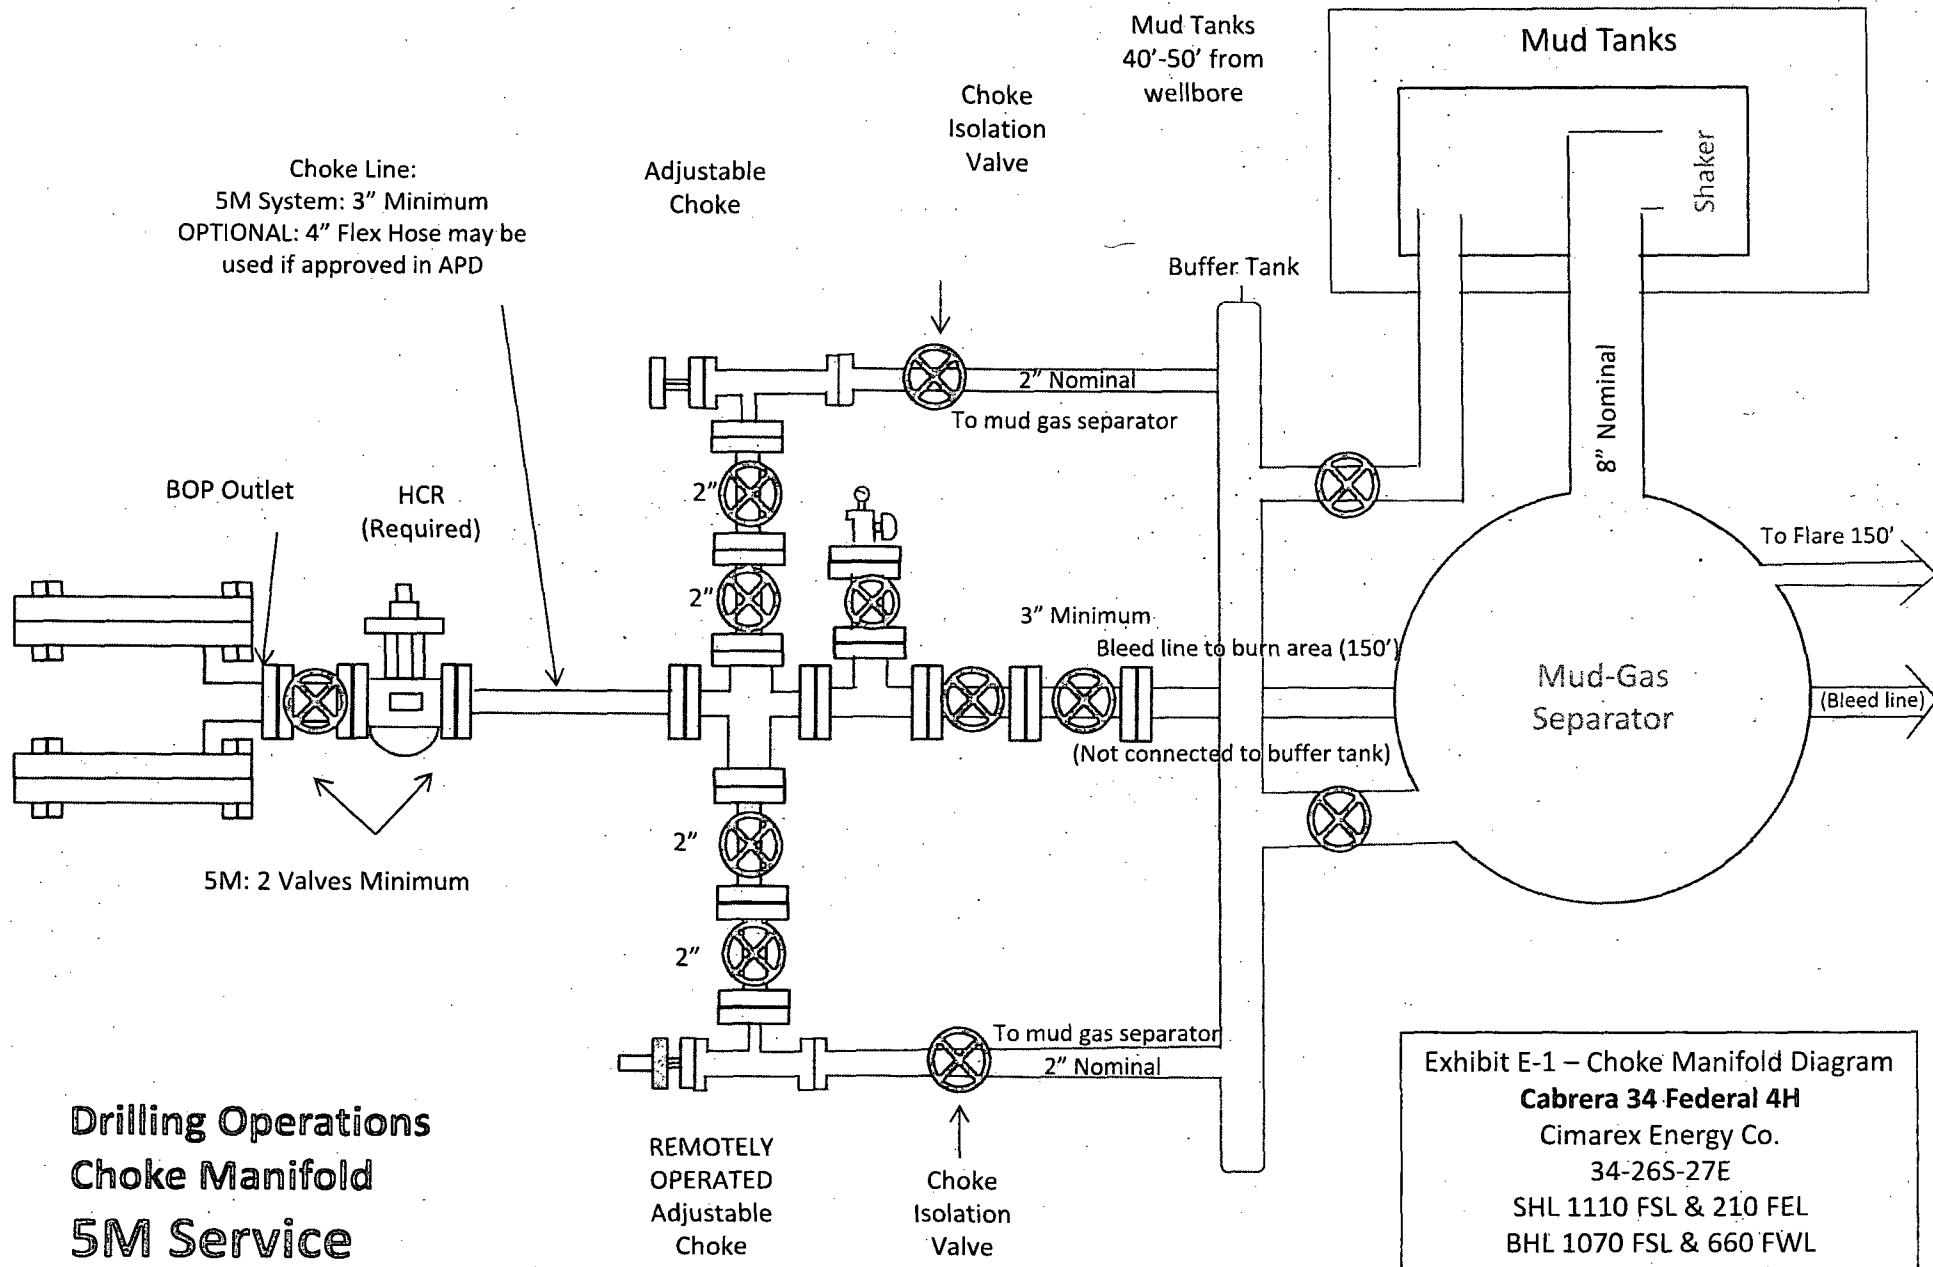 Mud Tanks
40’-50’ from
wellbore
Mud Tanks
Shaker
Choke
Isolation
Valve
Choke Line:
5M System: 3” Minimum
OPTIONAL: 4” Flex Hose may be
used if approved in APD
Adjustable
Choke
Buffer Tank
2” Nominal
To mud gas separator
8” Nominal
BOP Outlet
HCR
(Required)
2”
2”
To Flare 150’
3” Minimum
Bleed line to burn area (150’)
Mud-Gas
Separator
(Bleed line)
(Not connected to buffer tank)
5M: 2 Valves Minimum
2”
2”
To mud gas separator
2” Nominal
REMOTELY
OPERATED
Adjustable
Choke
Choke
Isolation
Valve
Drilling Operations
Choke Manifold
5M Service
Exhibit E-1 – Choke Manifold Diagram
Cabrera 34 Federal 4H
Cimarex Energy Co.
34-26S-27E
SHL 1110 FSL & 210 FEL
BHL 1070 FSL & 660 FWL